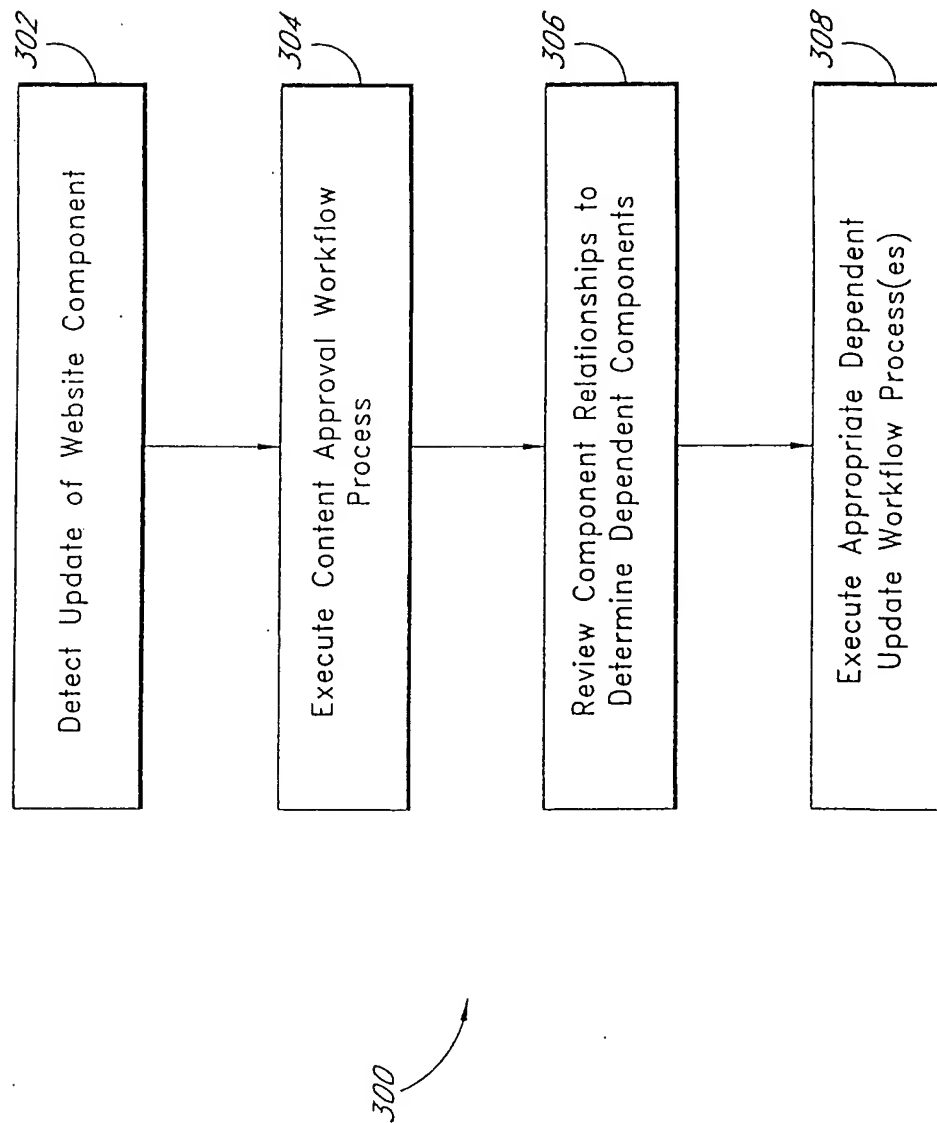 302
Detect Update of Website Component
304
Execute Content Approval Workflow
Process
306
Review Component Relationships to
Determine Dependent Components
308
Execute Appropriate Dependent
Update Workflow Process(es)
300